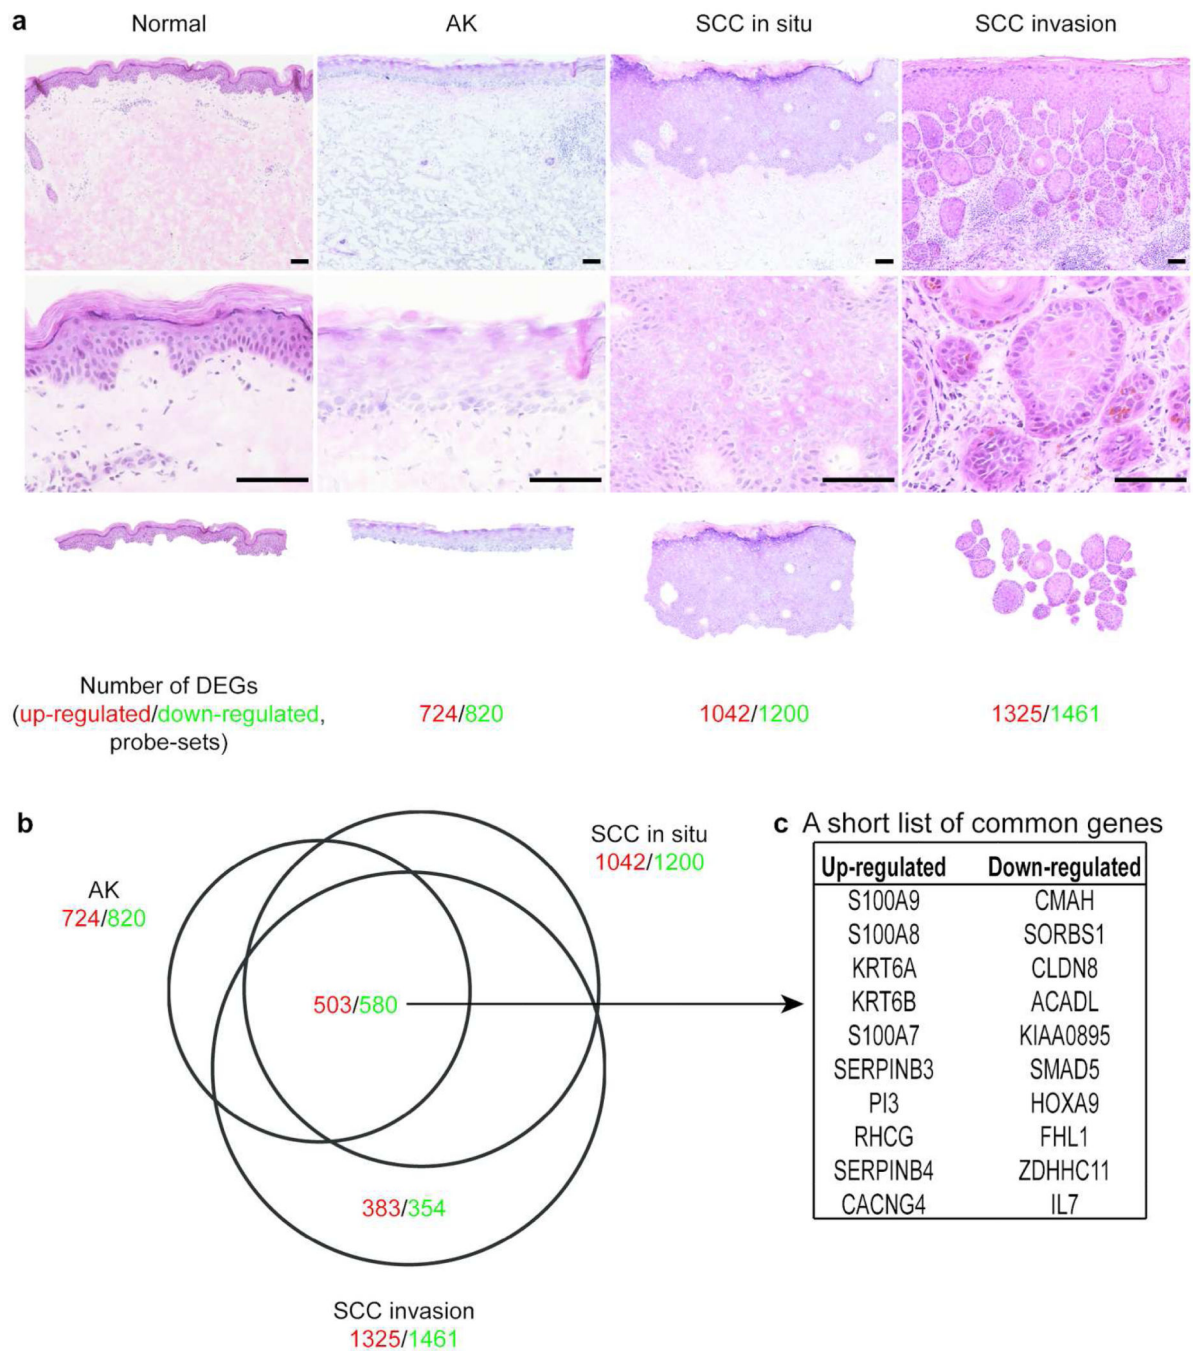 a
Normal
AK
SCC in situ
SCC invasion
Number of DEGs
(up-regulated/down-regulated,
probe-sets)
724/820
1042/1200
1325/1461
b
AK
724/820
SCC in situ
1042/1200
503/580
383/354
SCC invasion
1325/1461
c A short list of common genes
Up-regulated Down-regulated
S100A9 CMAH
S100A8 SORBS1
KRT6A CLDN8
KRT6B ACADL
S100A7 KIAA0895
SERPINB3 SMAD5
PI3 HOXA9
RHCG FHL1
SERPINB4 ZDHHC11
CACNG4 IL7